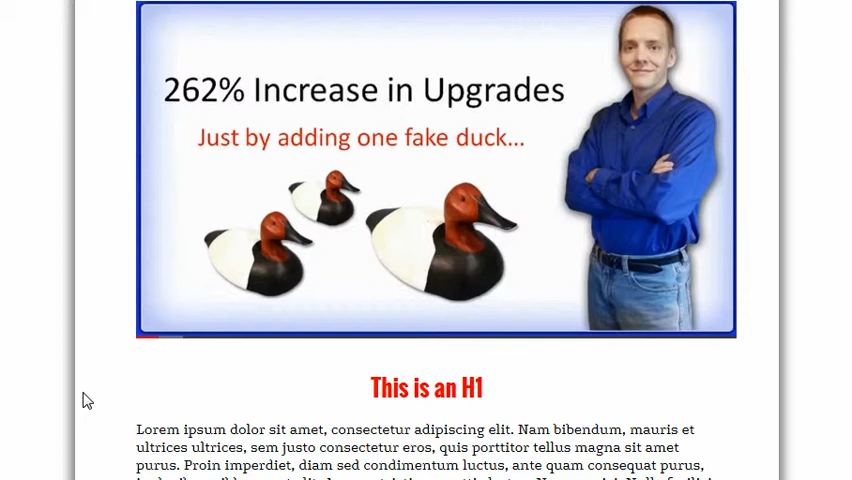 262% Increase in Upgrades
Just by adding one fake duck...
This is an H1
Lorem ipsum dolor sit amet, consectetur adipiscing elit. Nam bibendum, mauris et
ultrices ultrices, sem justo consectetur eros, quis porttitor tellus magna sit amet
purus. Proin imperdiet, diam sed condimentum luctus, ante quam consequat purus,